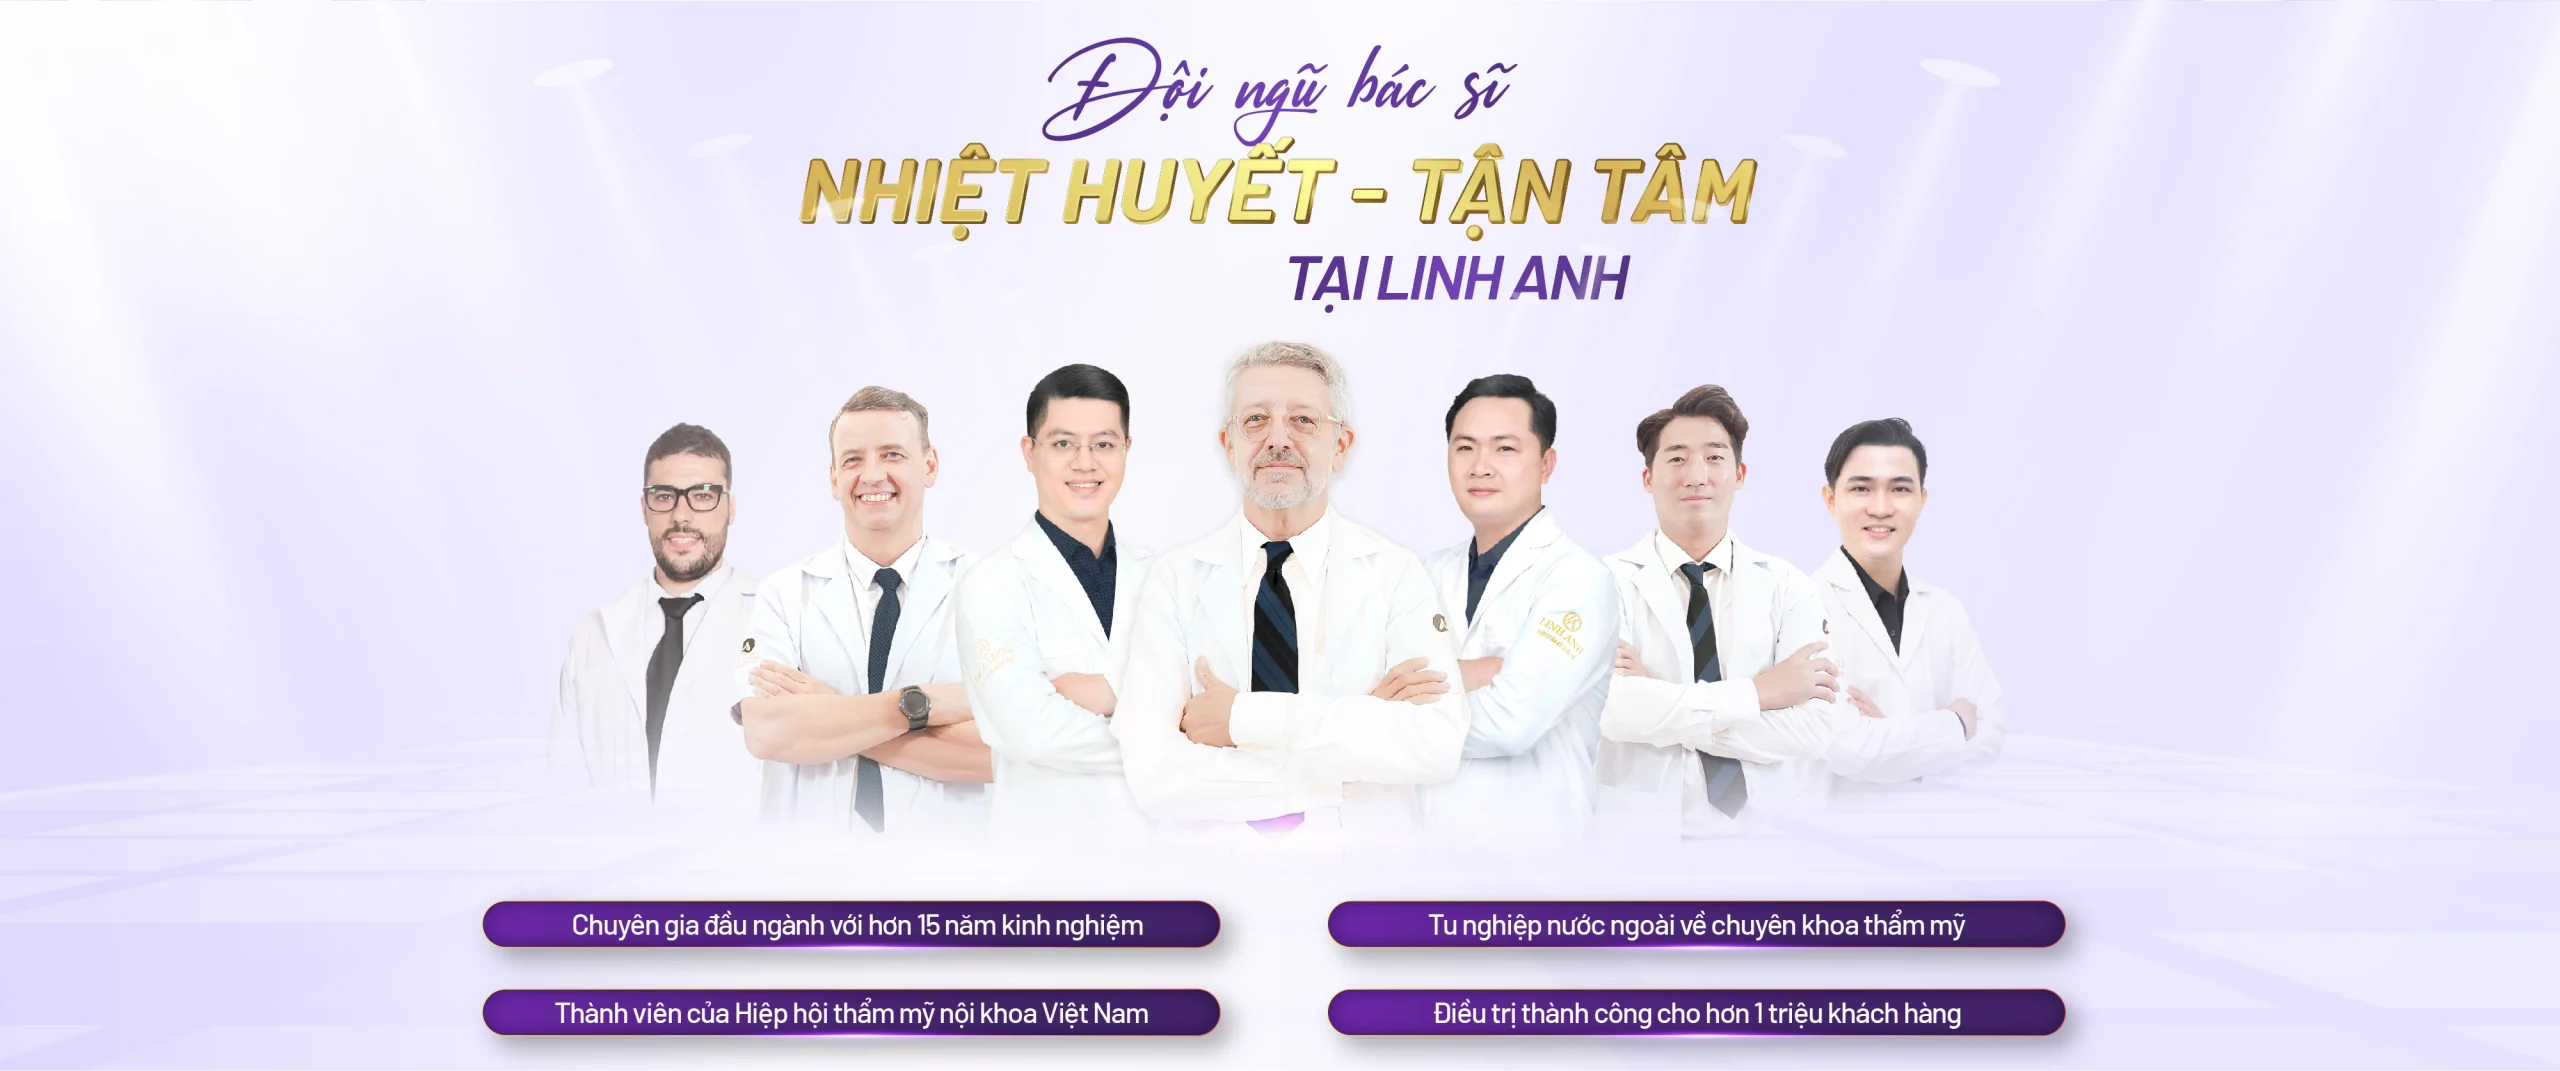 Đội ngũ bác sĩ
NHIỆT HUYẾT - TẬN TÂM
TẠI LINH ANH
LINH ANH
Chuyên gia đầu ngành với hơn 15 năm kinh nghiệm
Tu nghiệp nước ngoài về chuyên khoa thẩm mỹ
Thành viên của Hiệp hội thẩm mỹ nội khoa Việt Nam
Điều trị thành công cho hơn 1 triệu khách hàng